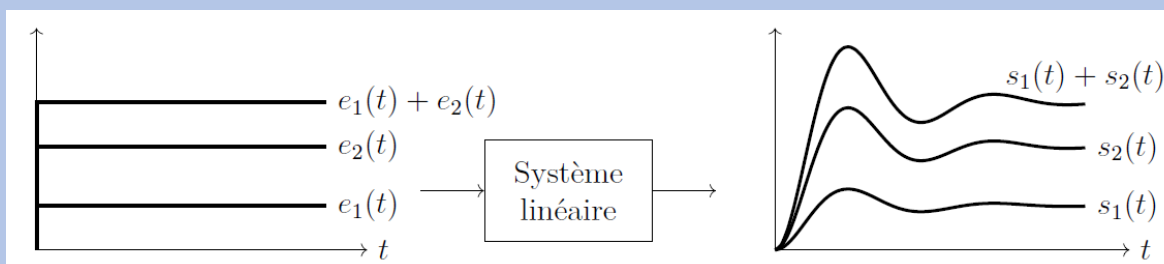 e₁(t) + e₂(t)
e₂(t)
e₁(t)
t
Système
linéaire
s₁(t) + s₂(t)
s₂(t)
s₁(t)
t